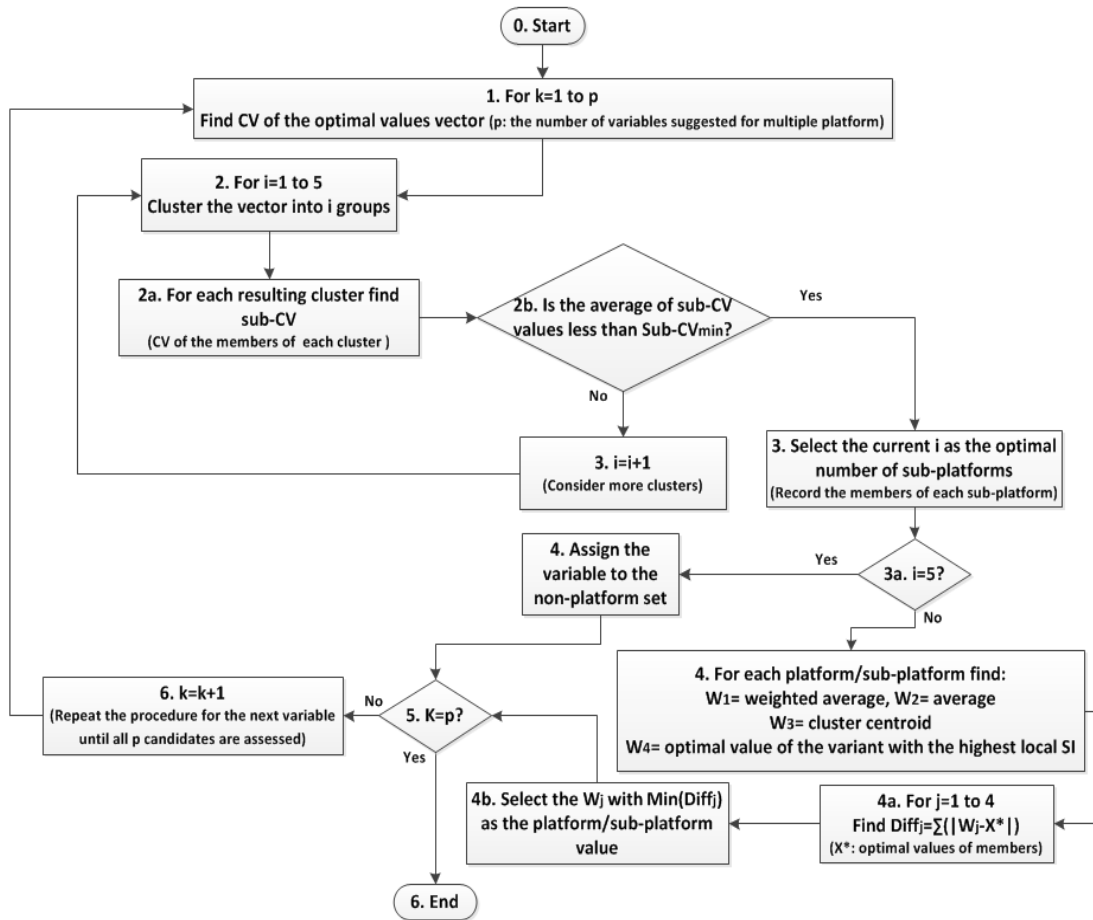 0. Start
1. For k=1 to p
Find CV of the optimal values vector (p: the number of variables suggested for multiple platform)
2. For i=1 to 5
Cluster the vector into i groups
2a. For each resulting cluster find
sub-CV
(CV of the members of each cluster )
2b. Is the average of sub-CV
values less than Sub-CVmin?
Yes
No
3. i=i+1
(Consider more clusters)
3. Select the current i as the optimal
number of sub-platforms
(Record the members of each sub-platform)
3a. i=5?
Yes
No
4. Assign the
variable to the
non-platform set
4. For each platform/sub-platform find:
W1= weighted average, W2= average
W3= cluster centroid
W4= optimal value of the variant with the highest local SI
4a. For j=1 to 4
Find Diffj=∑(|Wj-X*|)
(X*: optimal values of members)
4b. Select the Wj with Min(Diffj)
as the platform/sub-platform
value
5. K=p?
No
Yes
6. k=k+1
(Repeat the procedure for the next variable
until all p candidates are assessed)
6. End